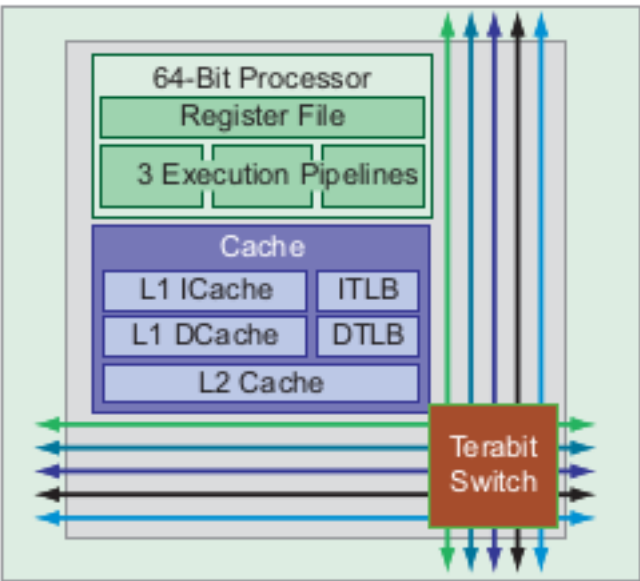 64-Bit Processor
Register File
3 Execution Pipelines
Cache
L1 ICache
ITLB
L1 DCache
DTLB
L2 Cache
Terabit
Switch